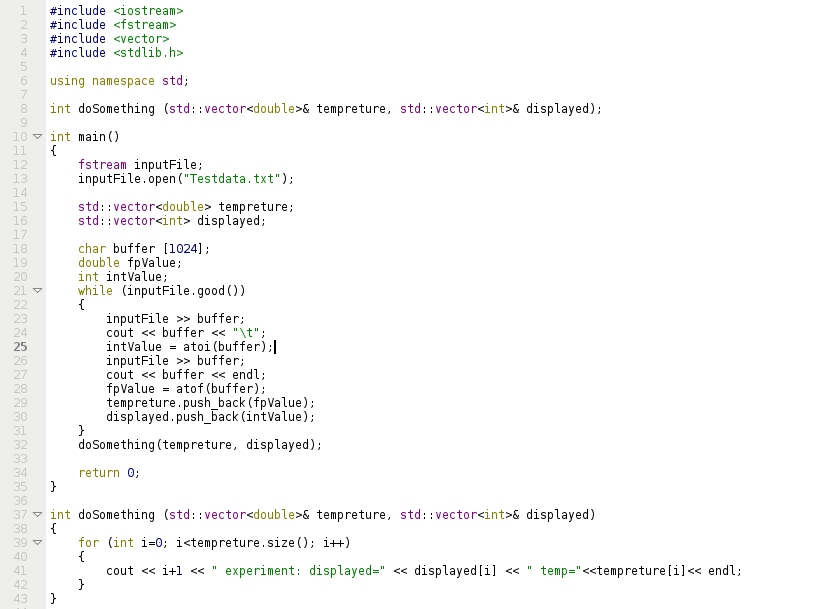 1 #include <iostream>
2 #include <fstream>
3 #include <vector>
4 #include <stdlib.h>
5
6 using namespace std;
7
8 int doSomething (std::vector<double>& tempreture, std::vector<int>& displayed);
9
10 int main()
11 {
12     fstream inputFile;
13     inputFile.open("Testdata.txt");
14
15     std::vector<double> tempreture;
16     std::vector<int> displayed;
17
18     char buffer [1024];
19     double fpValue;
20     int intValue;
21     while (inputFile.good())
22     {
23         inputFile >> buffer;
24         cout << buffer << "\t";
25         intValue = atoi(buffer);
26         inputFile >> buffer;
27         cout << buffer << endl;
28         fpValue = atof(buffer);
29         tempreture.push_back(fpValue);
30         displayed.push_back(intValue);
31     }
32     doSomething(tempreture, displayed);
33
34     return 0;
35 }
36
37 int doSomething (std::vector<double>& tempreture, std::vector<int>& displayed)
38 {
39     for (int i=0; i<tempreture.size(); i++)
40     {
41         cout << i+1 << " experiment: displayed=" << displayed[i] << " temp="<<tempreture[i]<< endl;
42     }
43 }